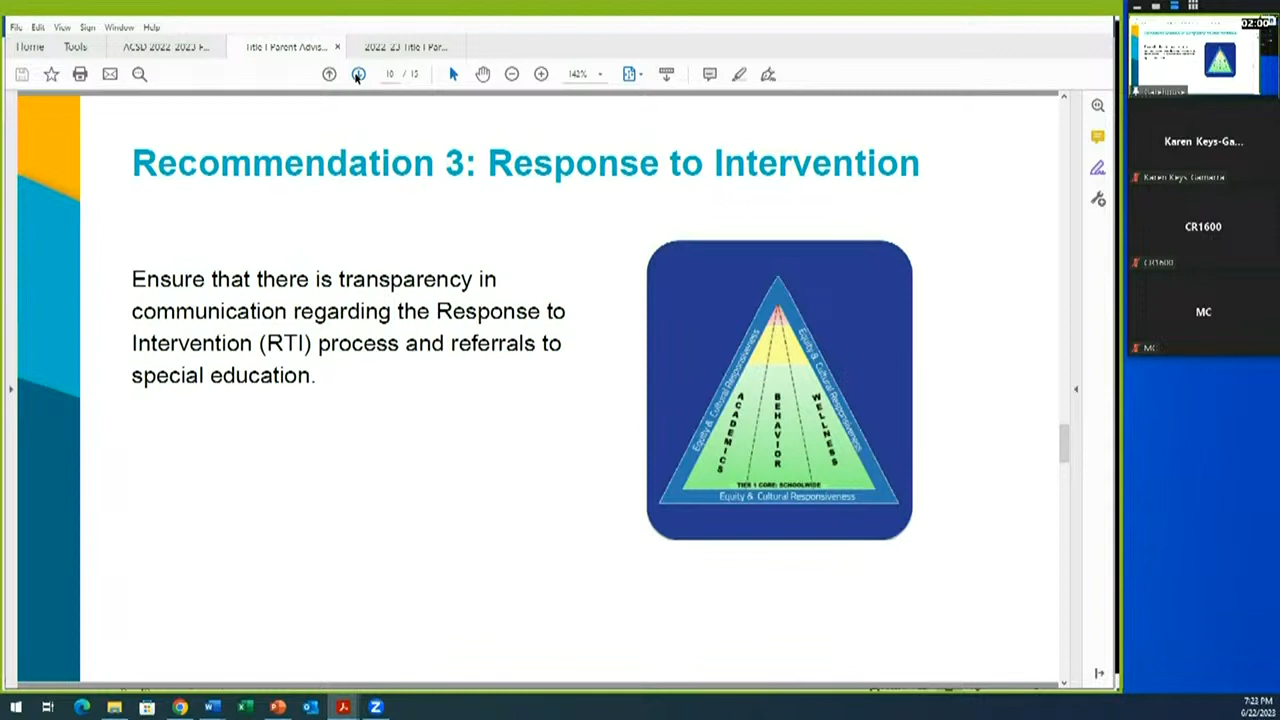 File Edit View Sign Window Help
Home Tools ACSD 2022-2023 F... Title I Parent Advis... × 2022-23 Title I Par...
10 / 15 142%
Recommendation 3: Response to Intervention
Ensure that there is transparency in
communication regarding the Response to
Intervention (RTI) process and referrals to
special education.
Equity & Cultural Responsiveness
Equity & Cultural Responsiveness
ACADEMICS
BEHAVIOR
WELLNESS
TIER 1 CORE: SCHOOLWIDE
Equity & Cultural Responsiveness
02:00
Karen Keys-Ga...
Karen Keys-Gamarra
CR1600
CR1600
MC
MC
7:23 PM
6/22/2023